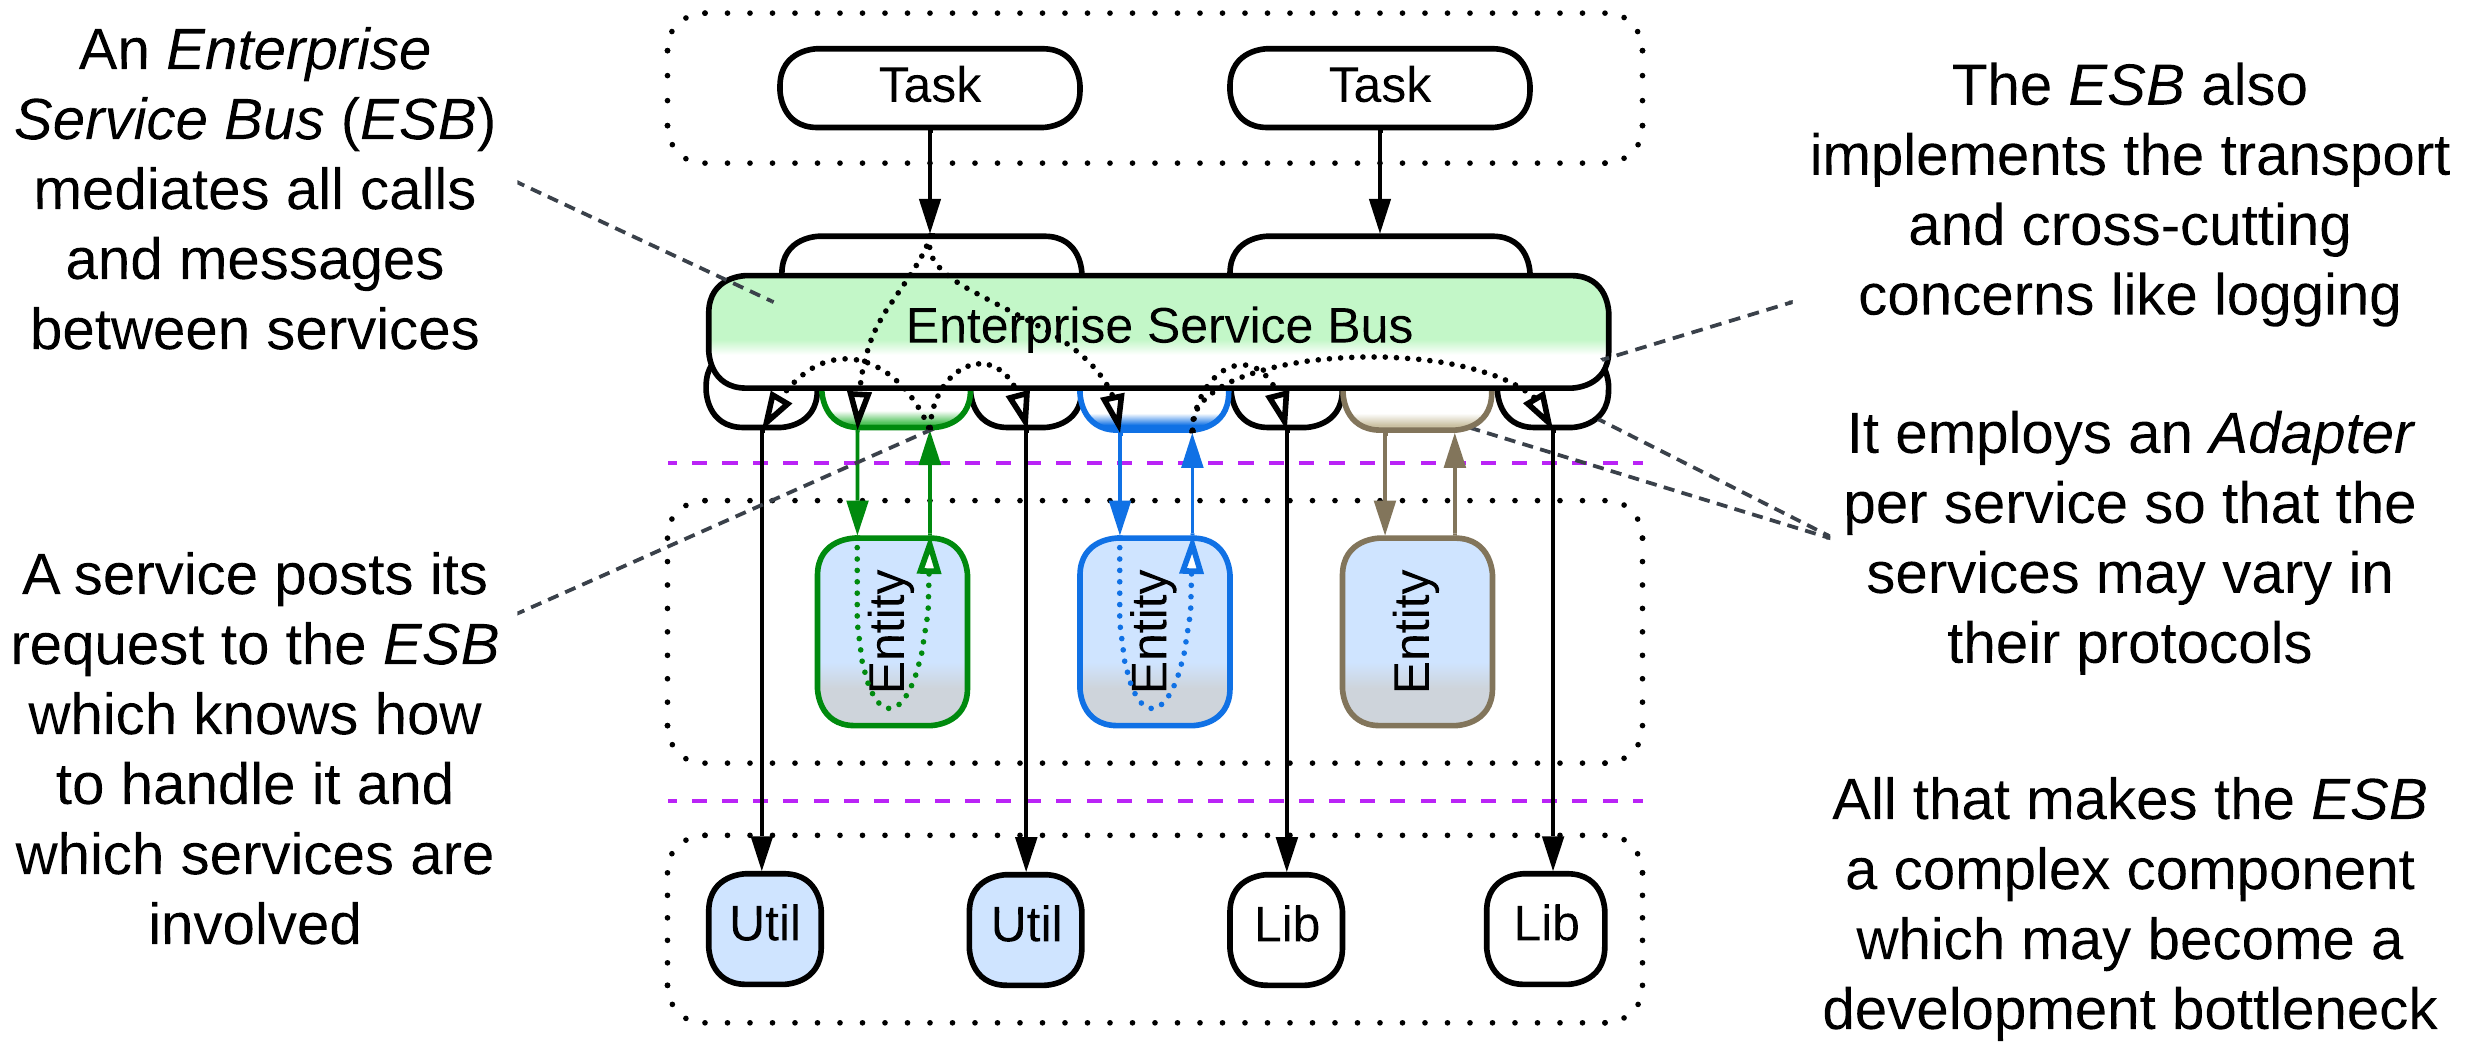 An Enterprise
Service Bus (ESB)
mediates all calls
and messages
between services
A service posts its
request to the ESB
which knows how
to handle it and
which services are
involved
Task
Task
Enterprise Service Bus
Entity
Entity
Entity
Util
Util
Lib
Lib
The ESB also
implements the transport
and cross-cutting
concerns like logging
It employs an Adapter
per service so that the
services may vary in
their protocols
All that makes the ESB
a complex component
which may become a
development bottleneck